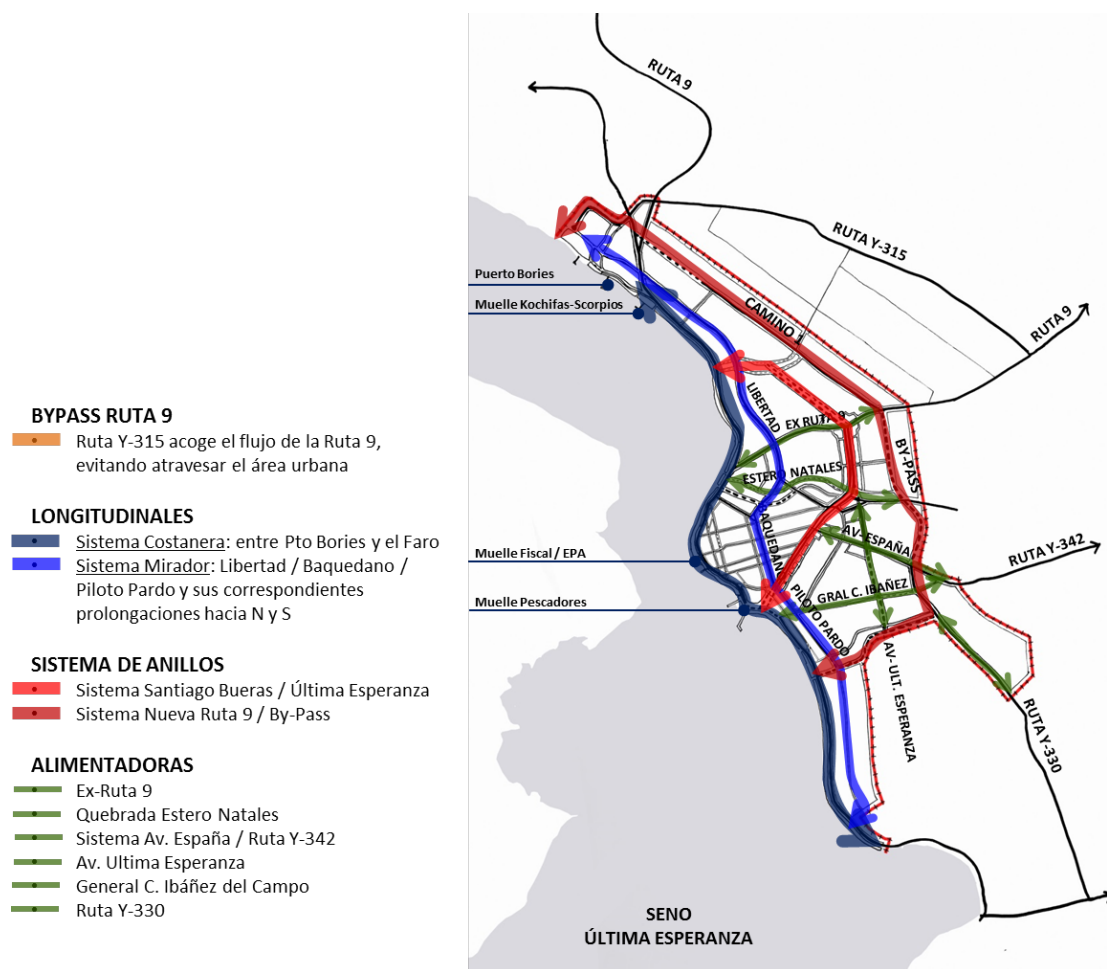 BYPASS RUTA 9
Ruta Y-315 acoge el flujo de la Ruta 9,
evitando atravesar el área urbana
LONGITUDINALES
Sistema Costanera: entre Pto Bories y el Faro
Sistema Mirador: Libertad / Baquedano /
Piloto Pardo y sus correspondientes
prolongaciones hacia N y S
SISTEMA DE ANILLOS
Sistema Santiago Bueras / Última Esperanza
Sistema Nueva Ruta 9 / By-Pass
ALIMENTADORAS
Ex-Ruta 9
Quebrada Estero Natales
Sistema Av. España / Ruta Y-342
Av. Ultima Esperanza
General C. Ibáñez del Campo
Ruta Y-330
RUTA 9
RUTA Y-315
Puerto Bories
Muelle Kochifas-Scorpios
CAMINO 1
RUTA 9
LIBERTAD
EX RUTA 9
BY-PASS
ESTERO NATALES
BAQUEDANO
AV. ESPAÑA
RUTA Y-342
Muelle Fiscal / EPA
Muelle Pescadores
PILOTO PARDO
GRAL C. IBAÑEZ
AV- ULT. ESPERANZA
RUTA Y-330
SENO
ÚLTIMA ESPERANZA